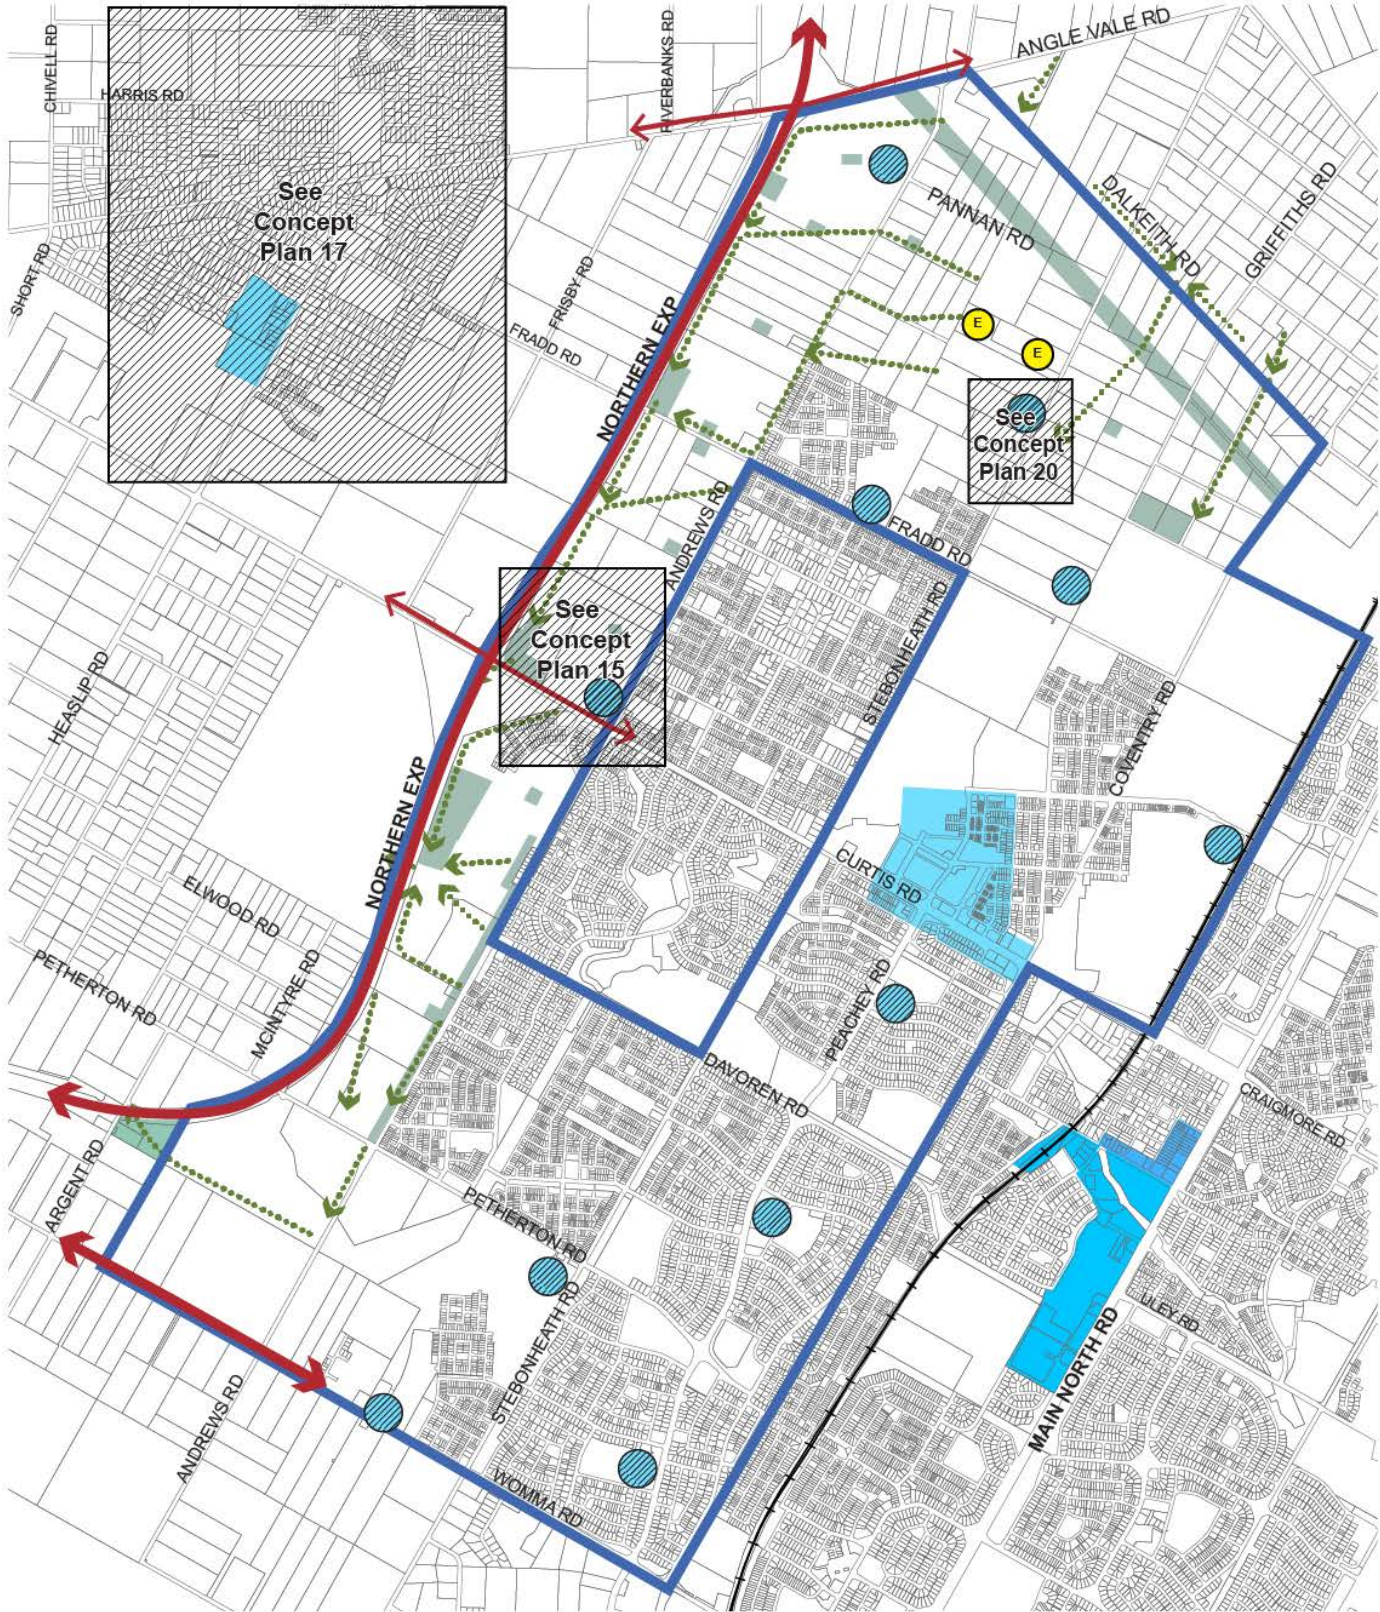 CHIVELL RD
HARRIS RD
RIVERBANKS RD
ANGLE VALE RD
See
Concept
Plan 17
SHORT RD
FRISBY RD
FRADD RD
NORTHERN EXP
PANNAN RD
DALKEITH RD
GRIFFITHS RD
E
E
See
Concept
Plan 20
ANDREWS RD
FRADD RD
STEBONHEATH RD
See
Concept
Plan 15
HEASLIP RD
COVENTRY RD
NORTHERN EXP
CURTIS RD
ELWOOD RD
PETHERTON RD
MCINTYRE RD
PEACHEY RD
DAVOREN RD
CRAIGMORE RD
ARGENT RD
PETHERTON RD
STEBONHEATH RD
ULEY RD
MAIN NORTH RD
ANDREWS RD
WOMMA RD